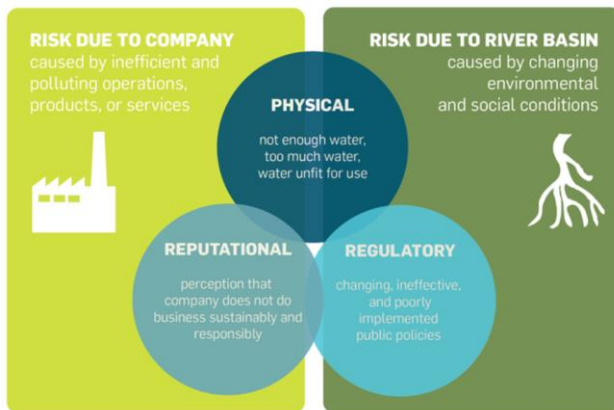 RISK DUE TO COMPANY
caused by inefficient and
polluting operations,
products, or services
RISK DUE TO RIVER BASIN
caused by changing
environmental
and social conditions
PHYSICAL
not enough water,
too much water,
water unfit for use
REPUTATIONAL
perception that
company does not do
business sustainably and
responsibly
REGULATORY
changing, ineffective,
and poorly
implemented
public policies